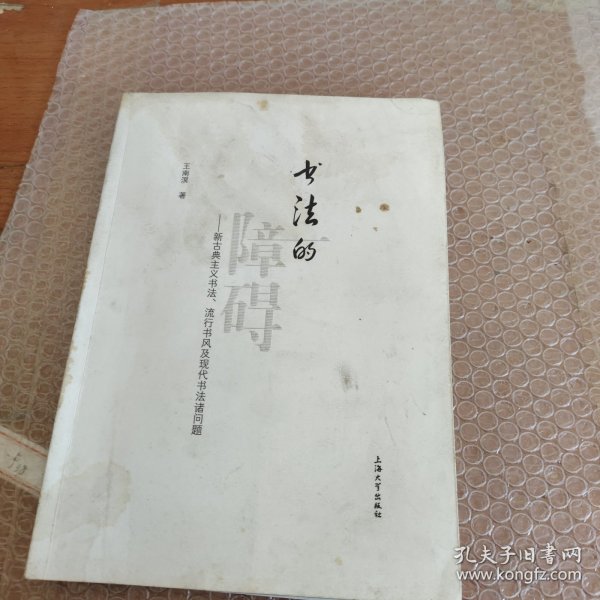 书法的
障碍
——新古典主义书法、流行书风及现代书法诸问题
王南溟 著
上海大学出版社
孔夫子旧书网
www.kongfz.com